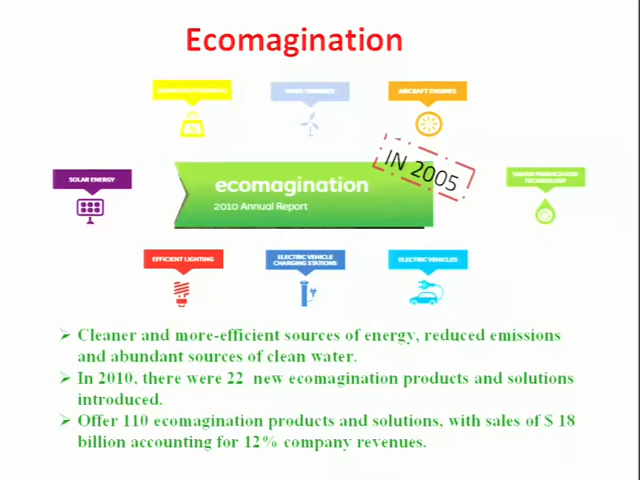 Ecomagination
WIND TURBINES
AIRCRAFT ENGINES
IN 2005
SOLAR ENERGY
ecomagination
2010 Annual Report
WATER PURIFICATION
TECHNOLOGY
EFFICIENT LIGHTING
ELECTRIC VEHICLE
CHARGING STATIONS
ELECTRIC VEHICLES
➢ Cleaner and more-efficient sources of energy, reduced emissions
and abundant sources of clean water.
➢ In 2010, there were 22 new ecomagination products and solutions
introduced.
➢ Offer 110 ecomagination products and solutions, with sales of $ 18
billion accounting for 12% company revenues.